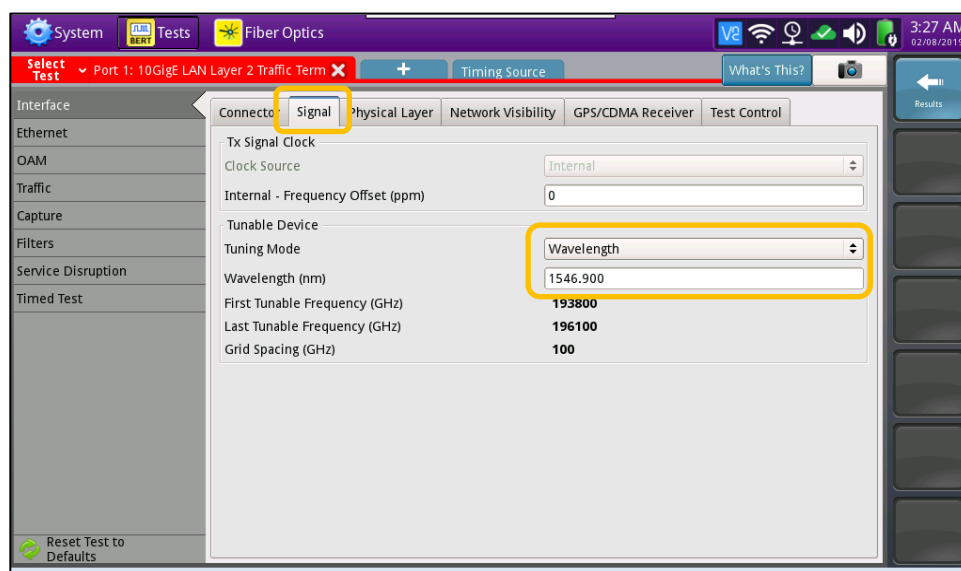 System
BERT
Tests
Fiber Optics
3:27 AM
02/08/2019
Select
Test
Port 1: 10GigE LAN Layer 2 Traffic Term
+
Timing Source
What's This?
Results
Interface
Connector Signal Physical Layer Network Visibility GPS/CDMA Receiver Test Control
Ethernet
OAM
Traffic
Capture
Filters
Service Disruption
Timed Test
Tx Signal Clock
Clock Source Internal
Internal - Frequency Offset (ppm) 0
Tunable Device
Tuning Mode Wavelength
Wavelength (nm) 1546.900
First Tunable Frequency (GHz) 193800
Last Tunable Frequency (GHz) 196100
Grid Spacing (GHz) 100
Reset Test to
Defaults